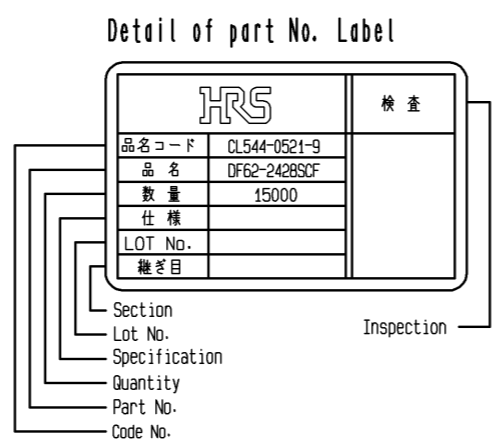 Detail of part No. Label
HRS
検 査
品名コード CL544-0521-9
品 名 DF62-2428SCF
数 量 15000
仕 様
LOT No.
継ぎ目
Section
Lot No.
Inspection
Specification
Quantity
Part No.
Code No.